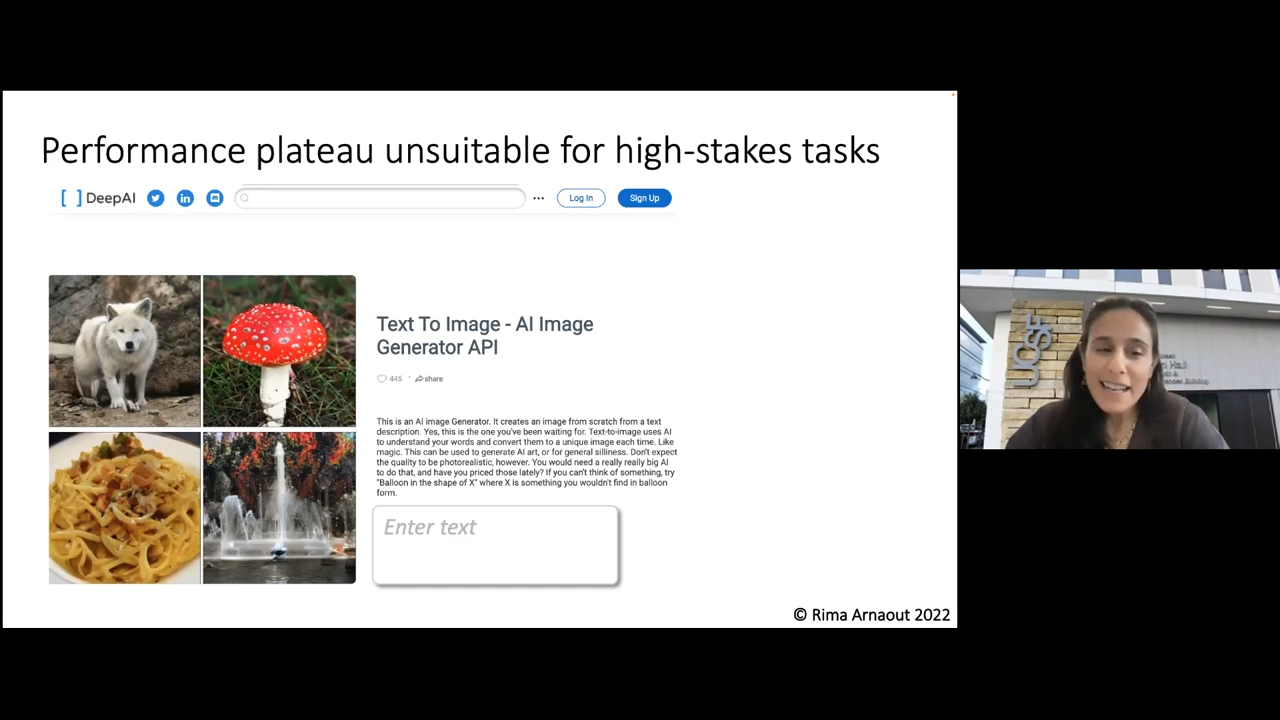 Performance plateau unsuitable for high-stakes tasks
[ ] DeepAI
in
...
Log In
Sign Up
Text To Image - AI Image
Generator API
445
share
This is an AI image Generator. It creates an image from scratch from a text
description. Yes, this is the one you've been waiting for. Text-to-image uses AI
to understand your words and convert them to a unique image each time. Like
magic. This can be used to generate AI art, or for general silliness. Don't expect
the quality to be photorealistic, however. You would need a really really big AI
to do that, and have you priced those lately? If you can't think of something, try
"Balloon in the shape of X" where X is something you wouldn't find in balloon
form.
Enter text
© Rima Arnaout 2022
UCSF
Hall
Building